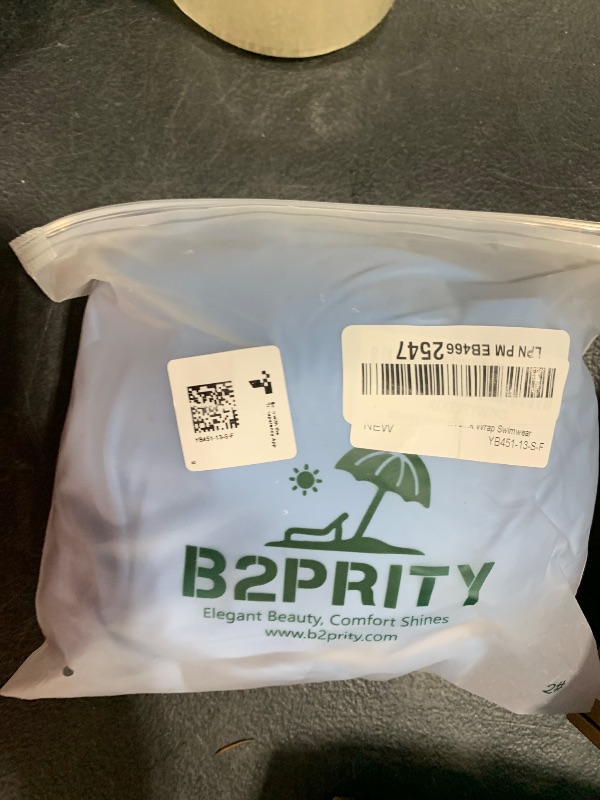 LPN PM EB4662547
NEW
Wrap Swimwear
YB451-13-S-F
YB451-13-S-F
B2PRITY
Elegant Beauty, Comfort Shines
www.b2prity.com
2#